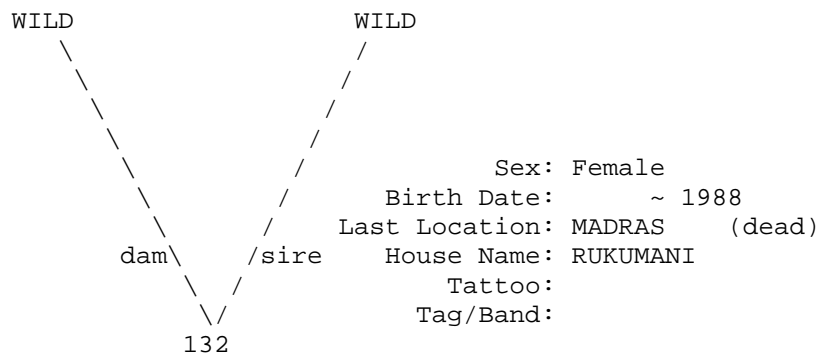 WILD WILD
Sex: Female
Birth Date: ~ 1988
Last Location: MADRAS (dead)
dam\ /sire House Name: RUKUMANI
Tattoo:
Tag/Band:
132